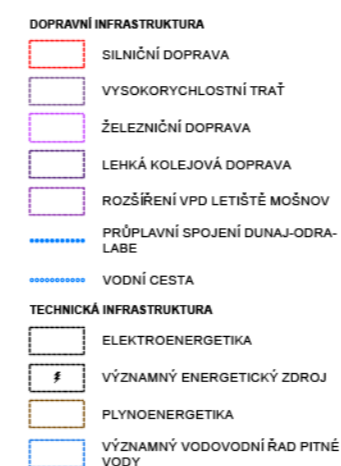 DOPRAVNÍ INFRASTRUKTURA
SILNIČNÍ DOPRAVA
VYSOKORYCHLOSTNÍ TRAŤ
ŽELEZNIČNÍ DOPRAVA
LEHKÁ KOLEJOVÁ DOPRAVA
ROZŠÍŘENÍ VPD LETIŠTĚ MOŠNOV
PRŮPLAVNÍ SPOJENÍ DUNAJ-ODRA-
LABE
VODNÍ CESTA
TECHNICKÁ INFRASTRUKTURA
ELEKTROENERGETIKA
VÝZNAMNÝ ENERGETICKÝ ZDROJ
PLYNOENERGETIKA
VÝZNAMNÝ VODOVODNÍ ŘAD PITNÉ
VODY